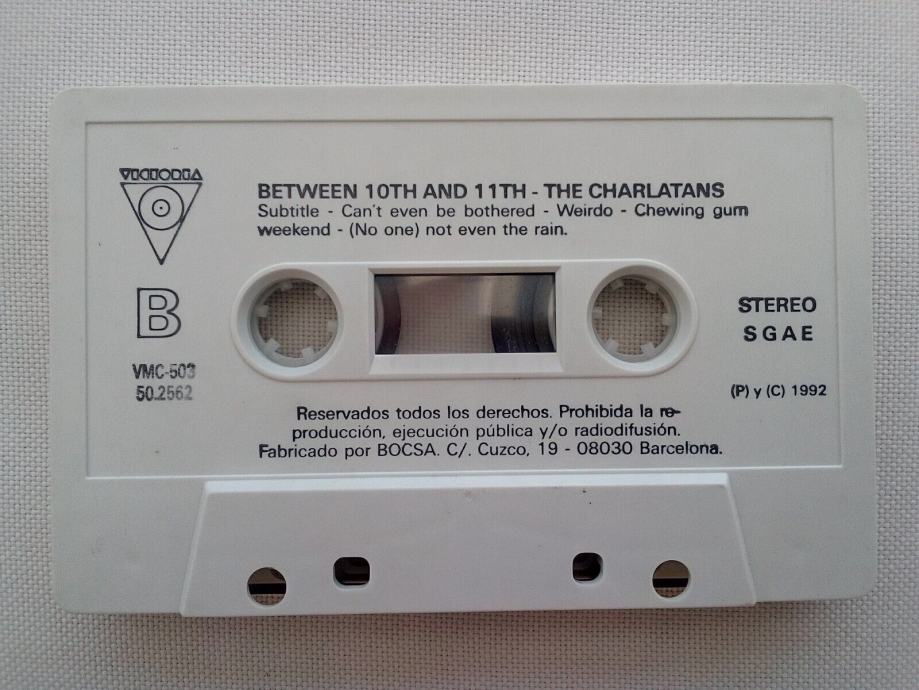 VICTORIA
BETWEEN 10TH AND 11TH - THE CHARLATANS
Subtitle - Can't even be bothered - Weirdo - Chewing gum
weekend - (No one) not even the rain.
B
STEREO
SGAE
VMC-503
50.2562
(P) y (C) 1992
Reservados todos los derechos. Prohibida la re-
producción, ejecución pública y/o radiodifusión.
Fabricado por BOCSA. C/. Cuzco, 19 - 08030 Barcelona.